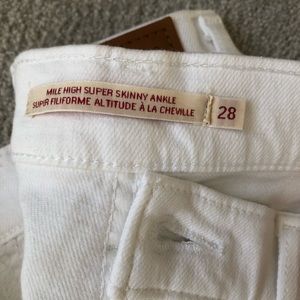 MILE HIGH SUPER SKINNY ANKLE
SUPER FILIFORME ALTITUDE À LA CHEVILLE
28